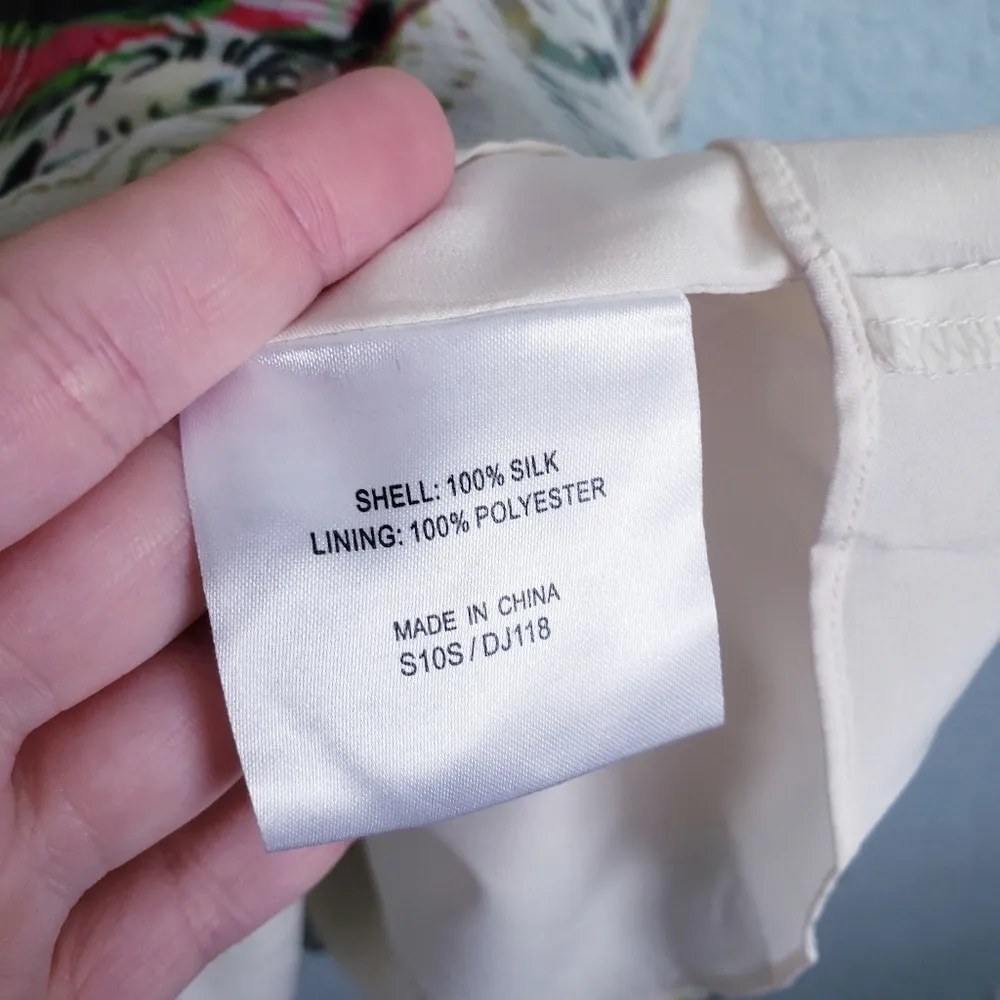 SHELL: 100% SILK
LINING: 100% POLYESTER
MADE IN CHINA
S10S / DJ118